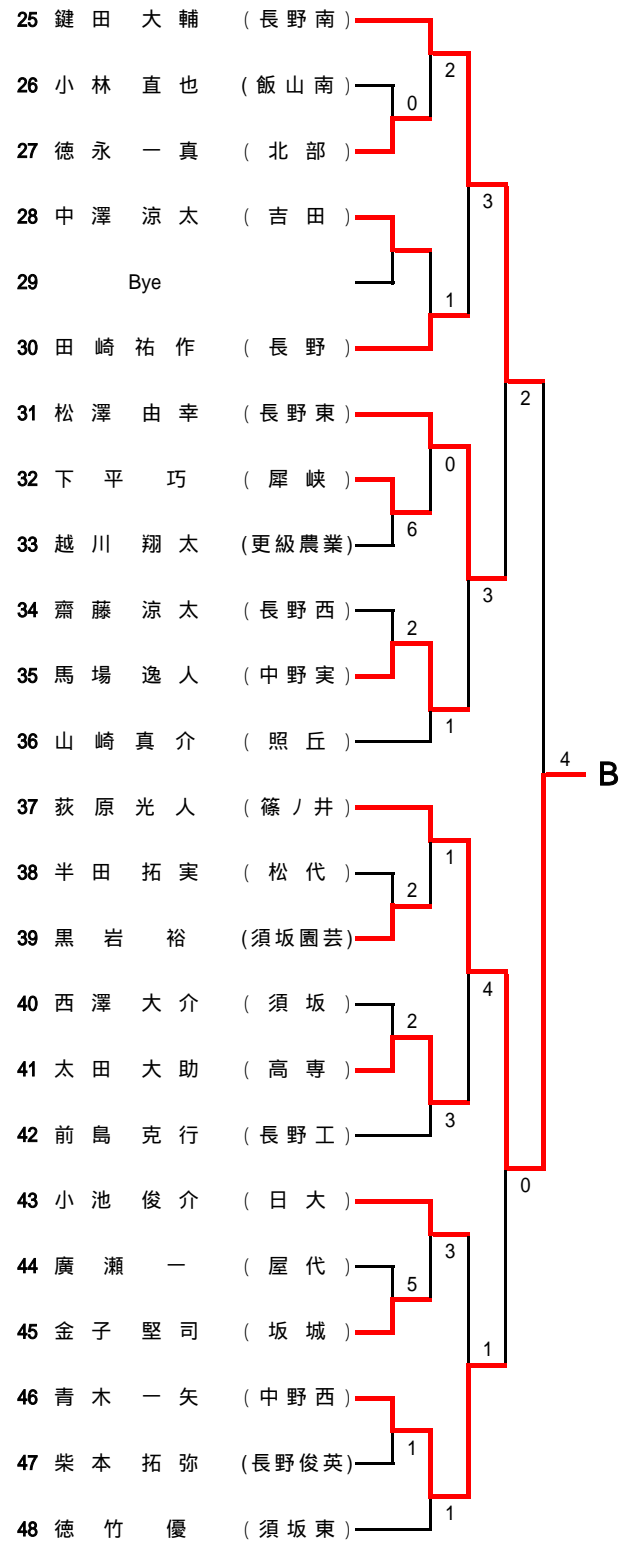 25 鍵田 大輔 (長野南)
2
26 小林 直也 (飯山南)
0
27 徳永 一真 (北部)
3
28 中澤 涼太 (吉田)
29 Bye
1
30 田崎 祐作 (長野)
2
31 松澤 由幸 (長野東)
0
32 下平 巧 (犀峡)
6
33 越川 翔太 (更級農業)
3
34 齋藤 涼太 (長野西)
2
35 馬場 逸人 (中野実)
1
36 山崎 真介 (照丘)
4 B
37 荻原 光人 (篠ノ井)
1
38 半田 拓実 (松代)
2
39 黒岩 裕 (須坂園芸)
4
40 西澤 大介 (須坂)
2
41 太田 大助 (高専)
3
42 前島 克行 (長野工)
0
43 小池 俊介 (日大)
3
44 廣瀬 一 (屋代)
5
45 金子 堅司 (坂城)
1
46 青木 一矢 (中野西)
1
47 柴本 拓弥 (長野俊英)
1
48 徳竹 優 (須坂東)